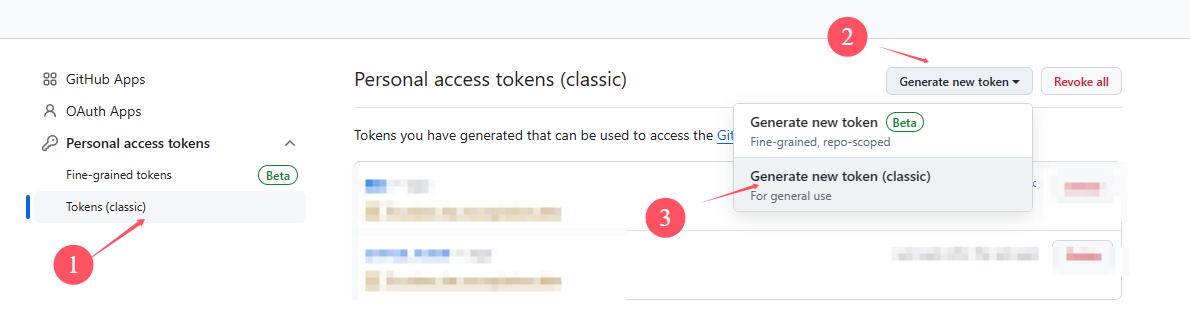 2
GitHub Apps
Personal access tokens (classic)
Generate new token
Revoke all
OAuth Apps
Personal access tokens
Generate new token Beta
Fine-grained, repo-scoped
Tokens you have generated that can be used to access the Git
Fine-grained tokens Beta
Generate new token (classic)
For general use
Tokens (classic)
3
1